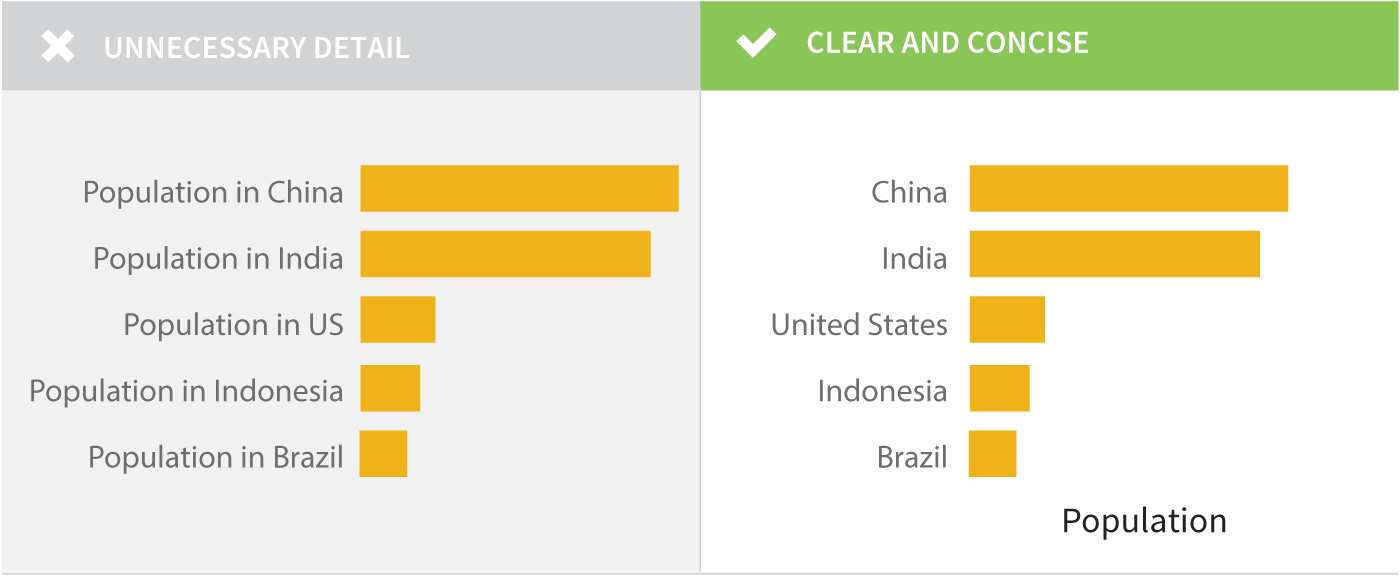 UNNECESSARY DETAIL
Population in China
Population in India
Population in US
Population in Indonesia
Population in Brazil
CLEAR AND CONCISE
China
India
United States
Indonesia
Brazil
Population